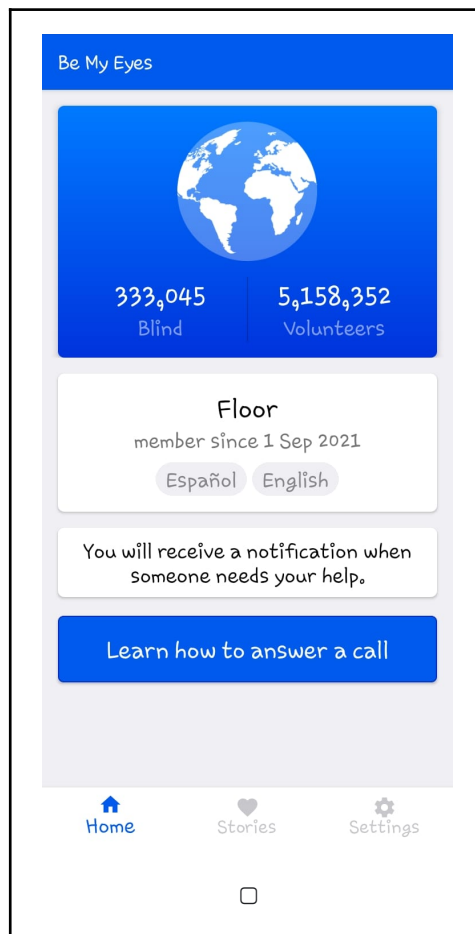 Be My Eyes
333,045
Blind
5,158,352
Volunteers
Floor
member since 1 Sep 2021
Español English
You will receive a notification when
someone needs your help.
Learn how to answer a call
Home Stories Settings